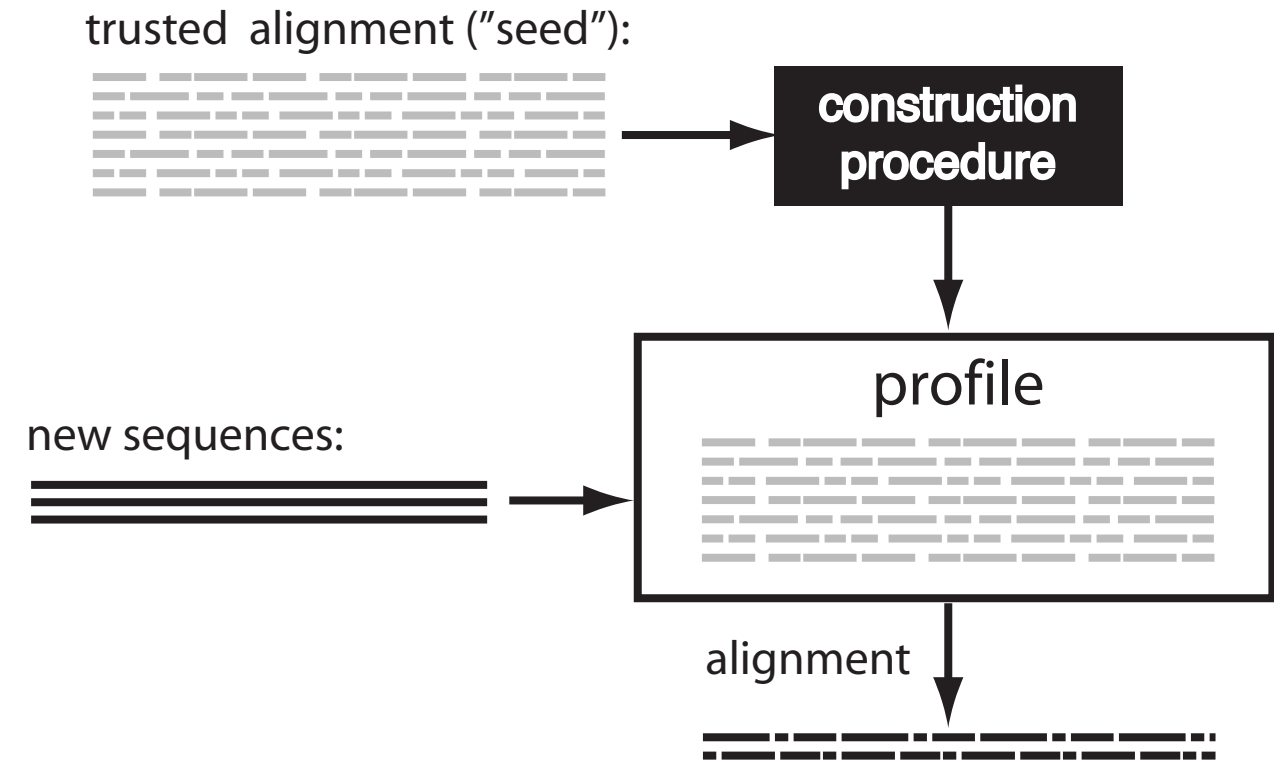 trusted alignment ("seed"):
construction
procedure
profile
new sequences:
alignment